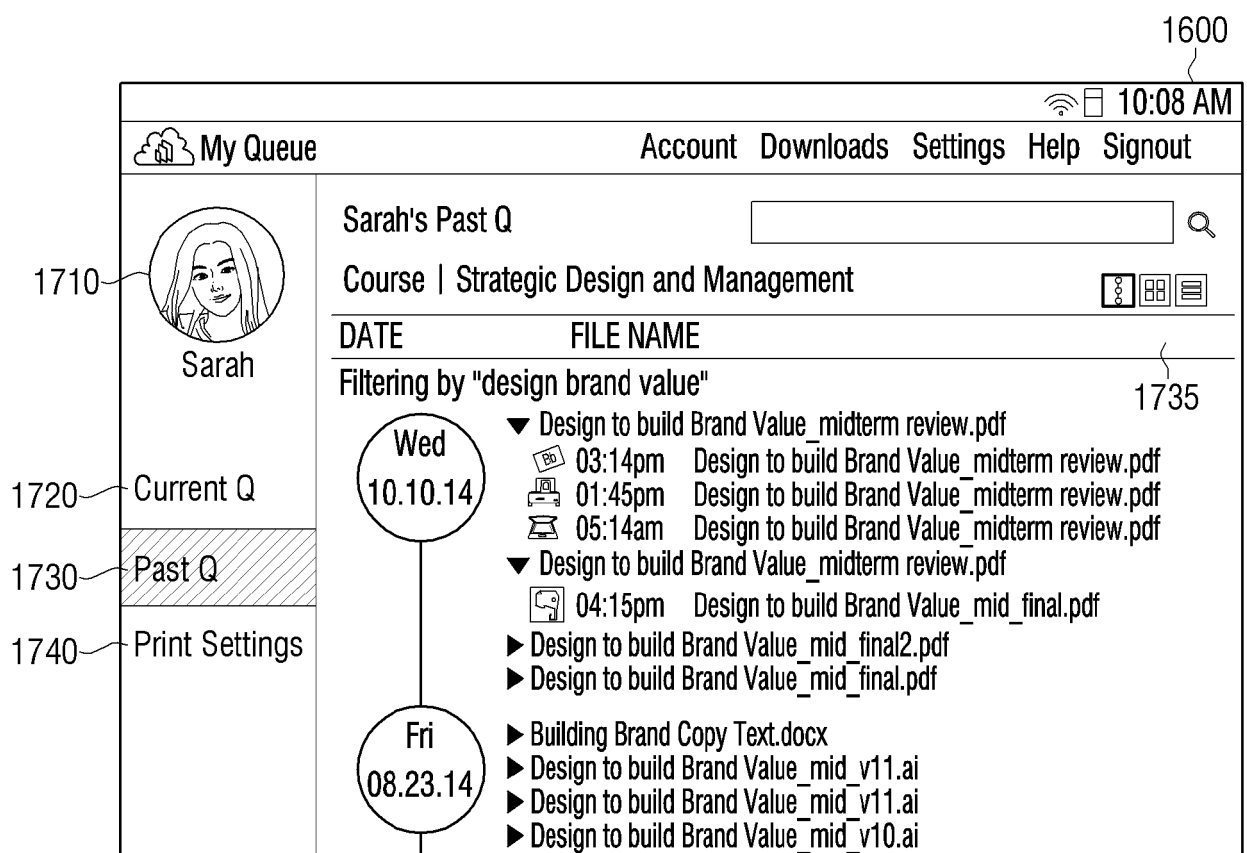 1600
10:08 AM
My Queue Account Downloads Settings Help Signout
Sarah's Past Q
1710
Course | Strategic Design and Management
Sarah
DATE FILE NAME
1735
Filtering by "design brand value"
Wed
10.10.14
▼ Design to build Brand Value_midterm review.pdf
Bb 03:14pm Design to build Brand Value_midterm review.pdf
01:45pm Design to build Brand Value_midterm review.pdf
05:14am Design to build Brand Value_midterm review.pdf
▼ Design to build Brand Value_midterm review.pdf
04:15pm Design to build Brand Value_mid_final.pdf
▶ Design to build Brand Value_mid_final2.pdf
▶ Design to build Brand Value_mid_final.pdf
1720 Current Q
1730 Past Q
1740 Print Settings
Fri
08.23.14
▶ Building Brand Copy Text.docx
▶ Design to build Brand Value_mid_v11.ai
▶ Design to build Brand Value_mid_v11.ai
▶ Design to build Brand Value_mid_v10.ai